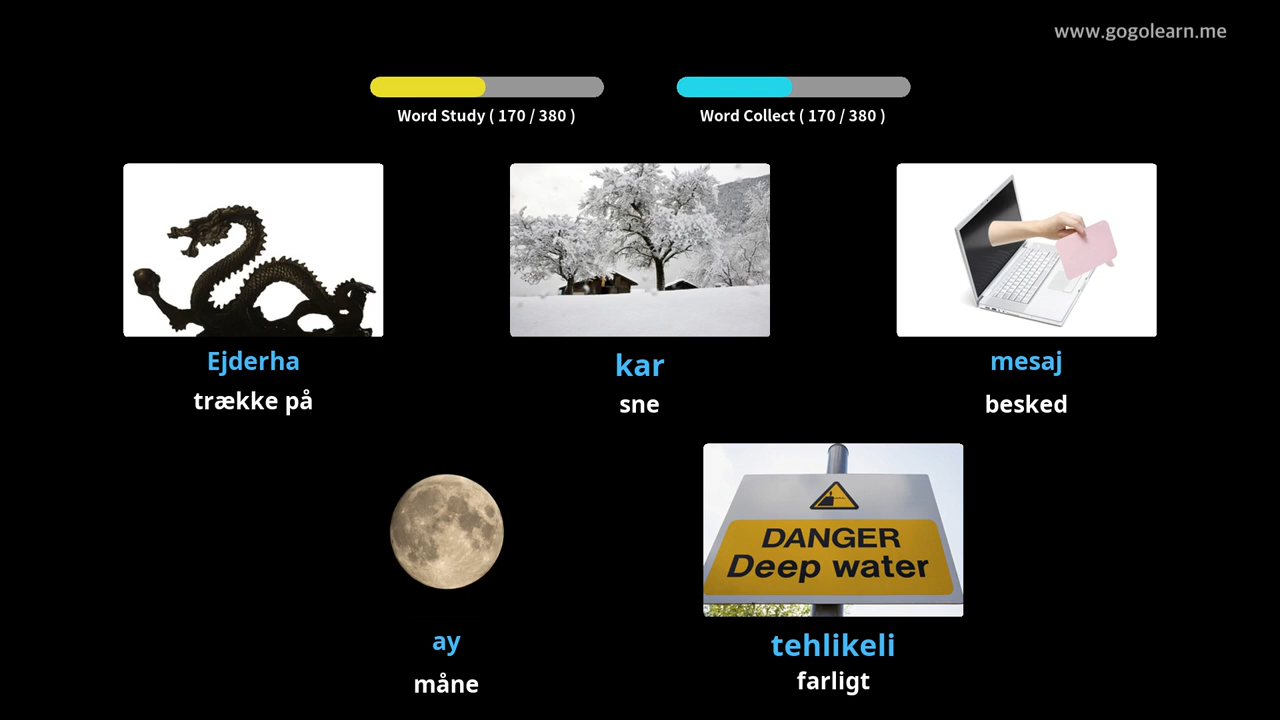 www.gogolearn.me
Word Study ( 170 / 380 )
Word Collect ( 170 / 380 )
Ejderha
trække på
kar
sne
mesaj
besked
DANGER
Deep water
ay
måne
tehlikeli
farligt